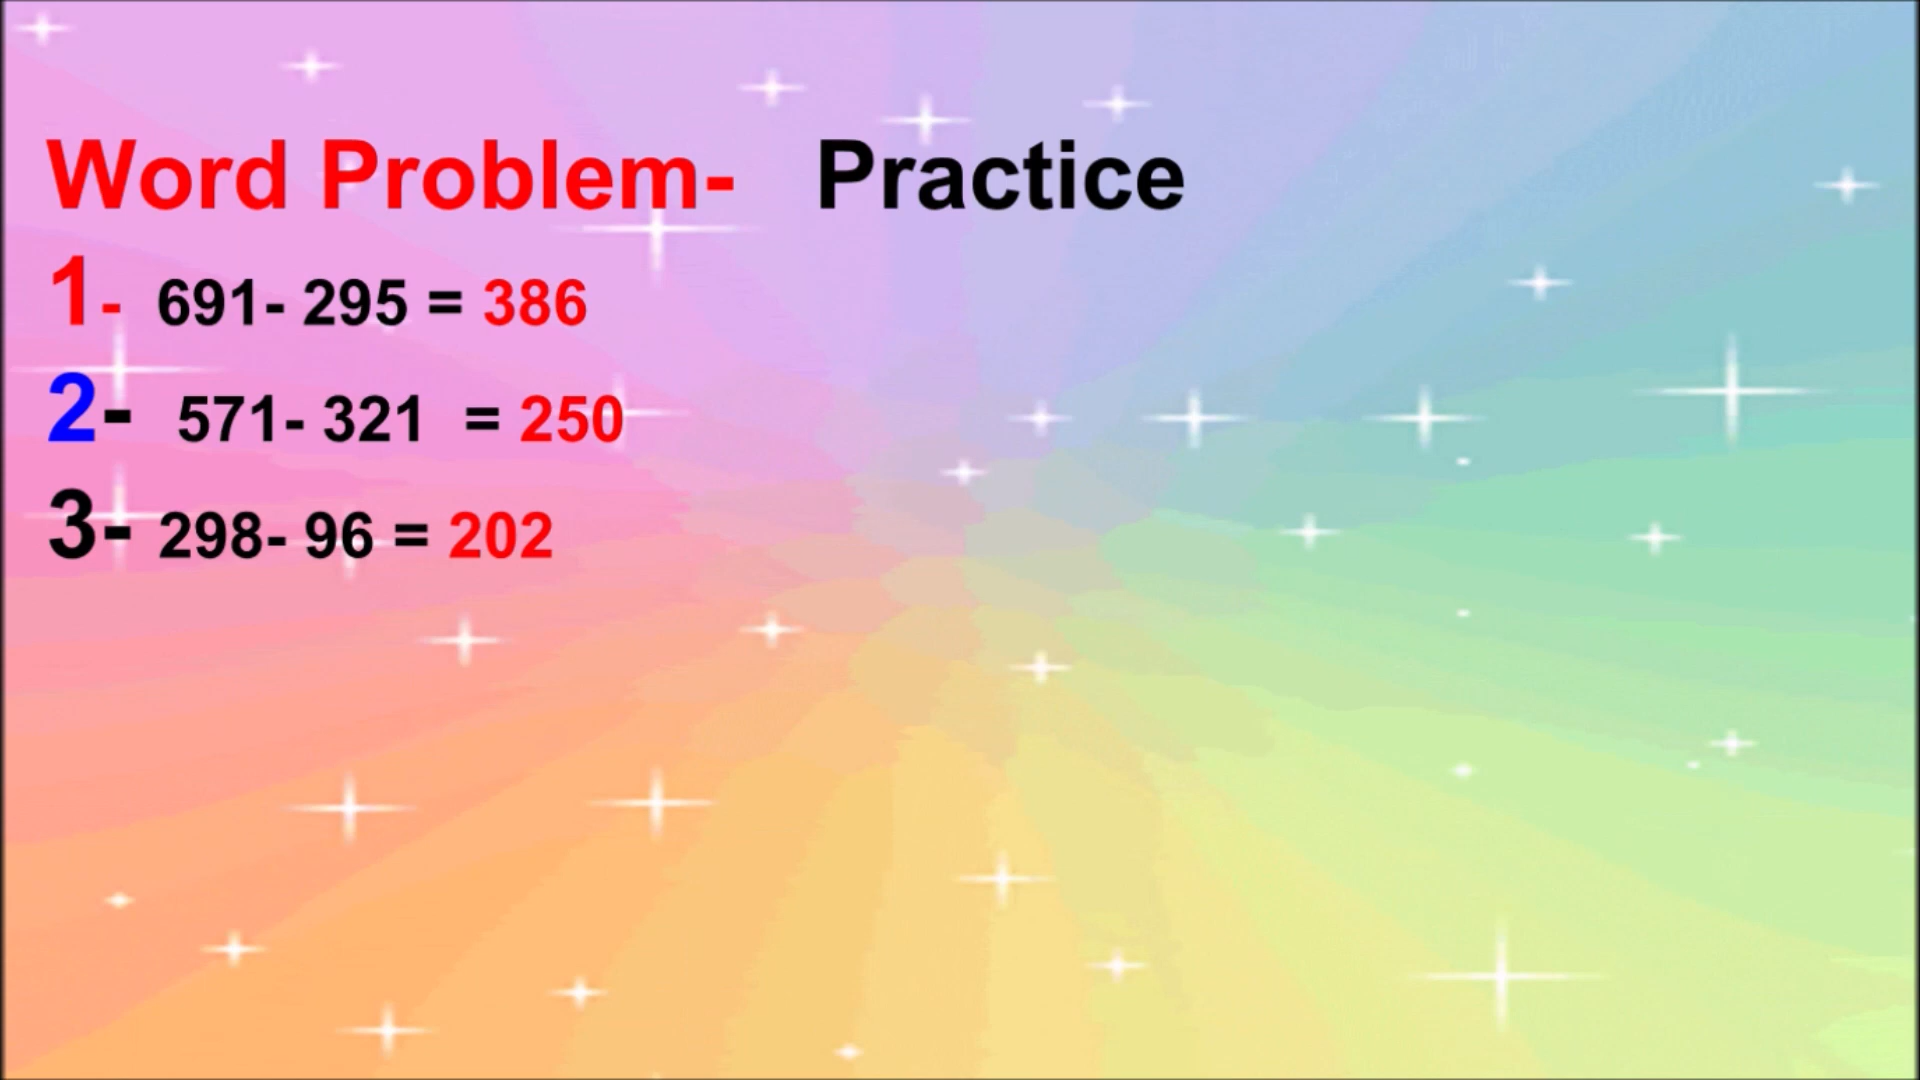 Word Problem- Practice
1- 691- 295 = 386
2- 571- 321 = 250
3- 298- 96 = 202